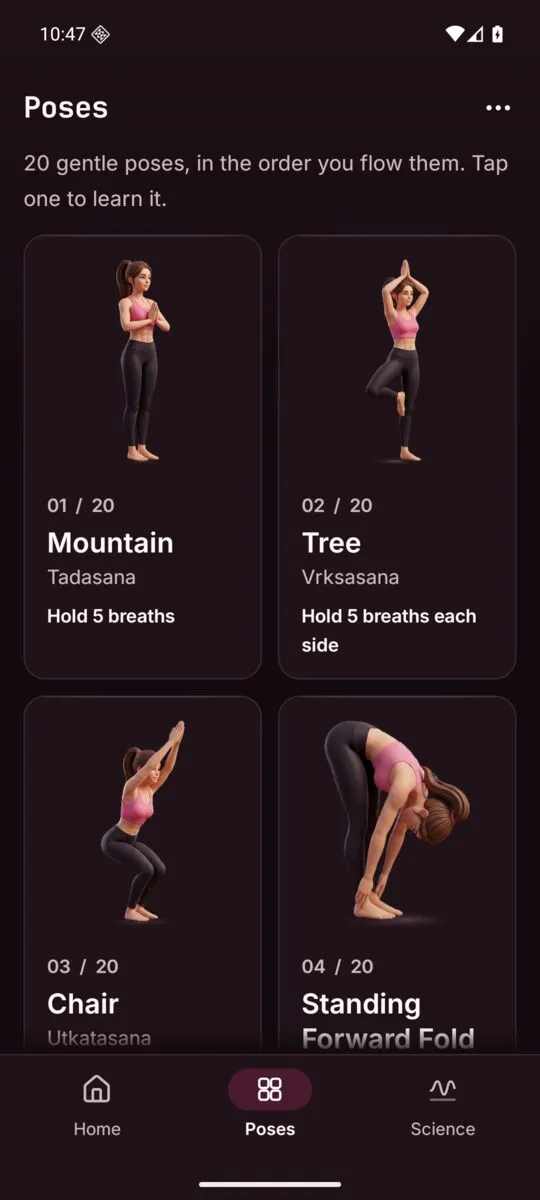 10:47
Poses
20 gentle poses, in the order you flow them. Tap
one to learn it.
01 / 20
Mountain
Tadasana
Hold 5 breaths
02 / 20
Tree
Vrksasana
Hold 5 breaths each
side
03 / 20
Chair
Utkatasana
04 / 20
Standing
Forward Fold
Home
Poses
Science